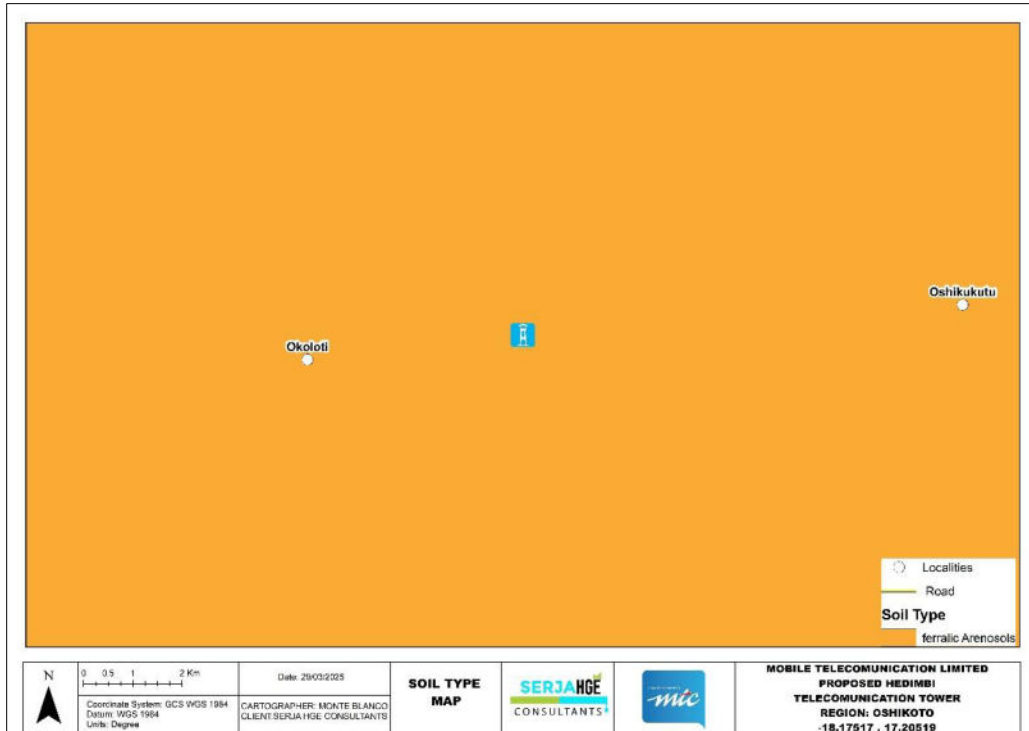 Oshikukutu
Okoloti
Localities
Road
Soil Type
ferralic Arenosols
N
0 0.5 1 2 Km
Coordinate System: GCS WGS 1984
Datum: WGS 1984
Units: Degree
Date: 29/03/2025
CARTOGRAPHER: MONTE BLANCO
CLIENT:SERJA HGE CONSULTANTS
SOIL TYPE
MAP
SERJAHGE
CONSULTANTS
mtc
MOBILE TELECOMUNICATION LIMITED
PROPOSED HEDIMBI
TELECOMUNICATION TOWER
REGION: OSHIKOTO
-18.17517 , 17.20519